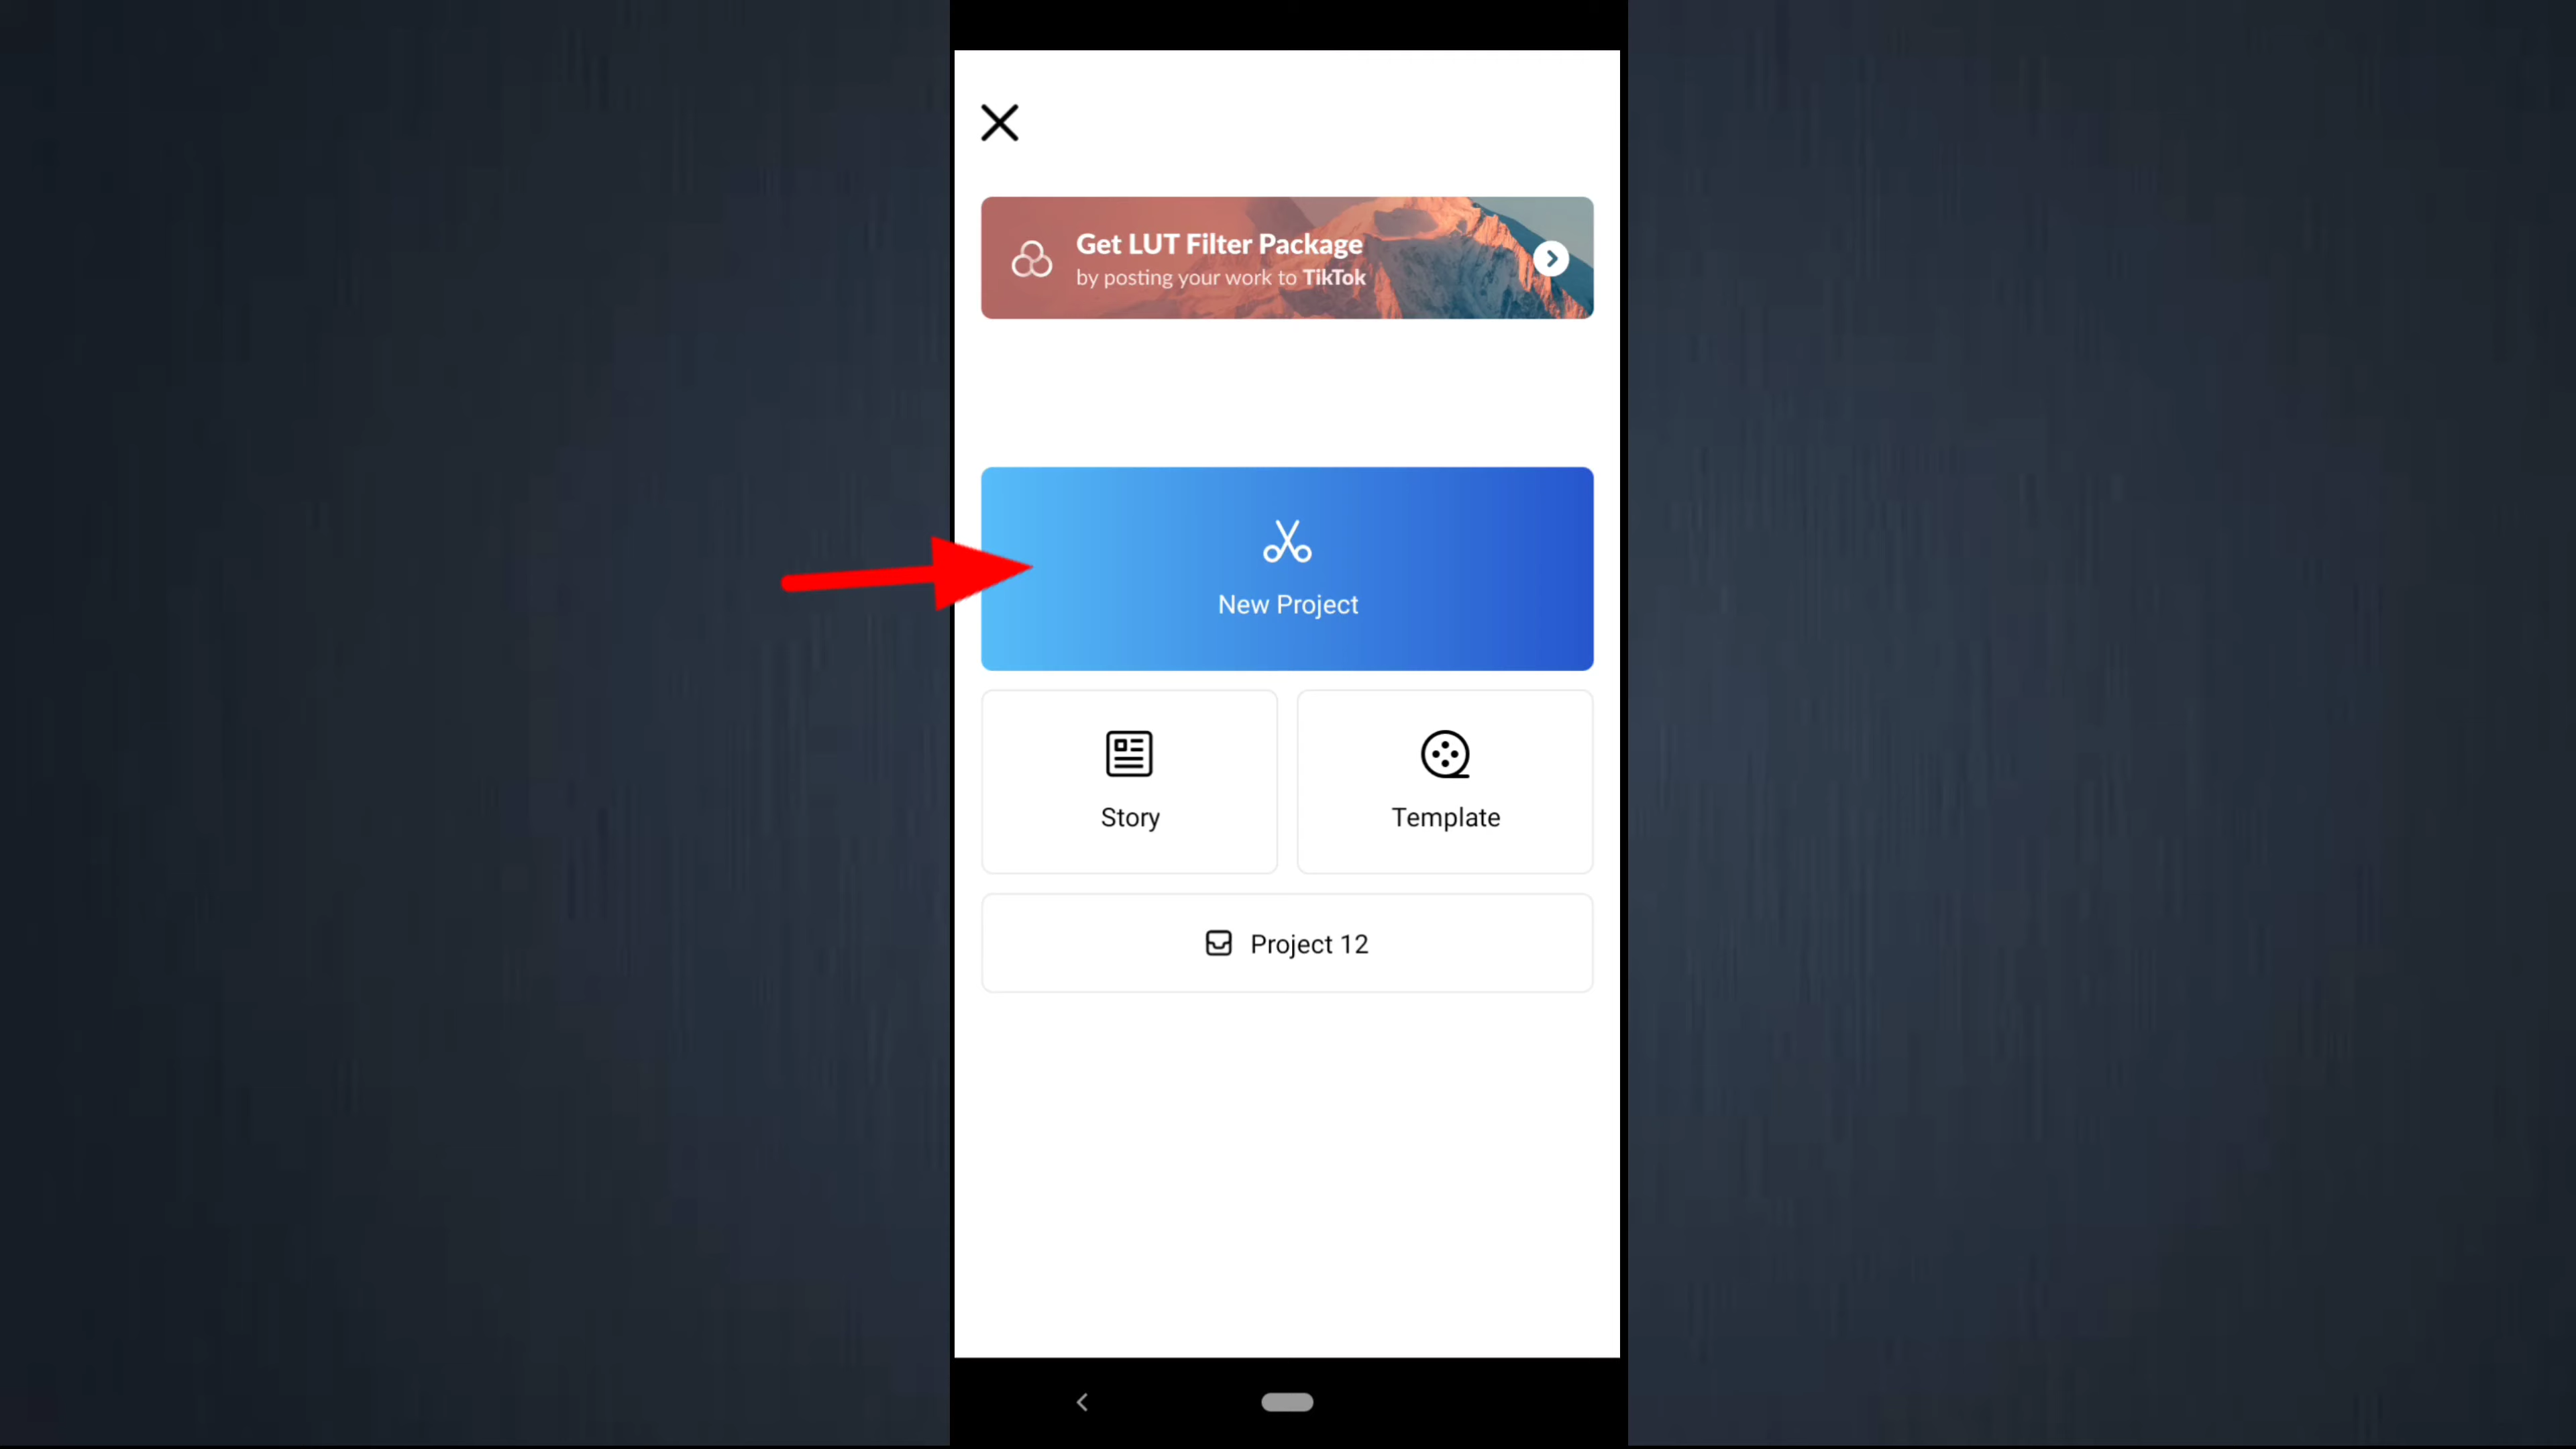 Get LUT Filter Package
by posting your work to TikTok
New Project
Story
Template
Project 12